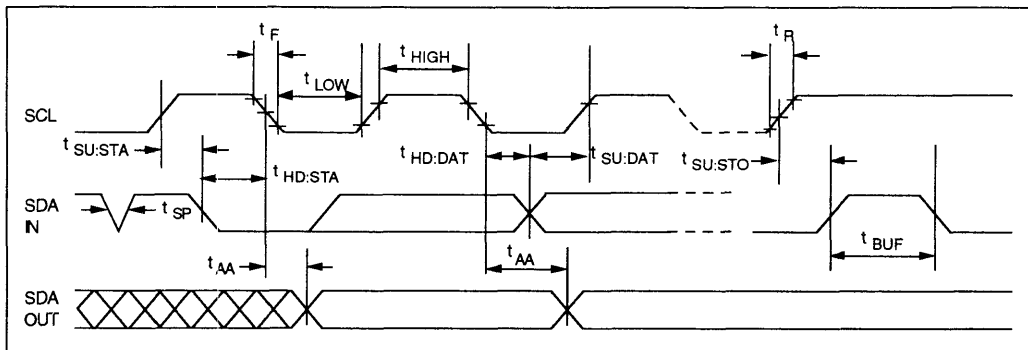 t F
t R
t HIGH
t LOW
SCL
t SU:STA
t HD:STA
t HD:DAT
t SU:DAT
t SU:STO
SDA
IN
t SP
t BUF
t AA
t AA
SDA
OUT